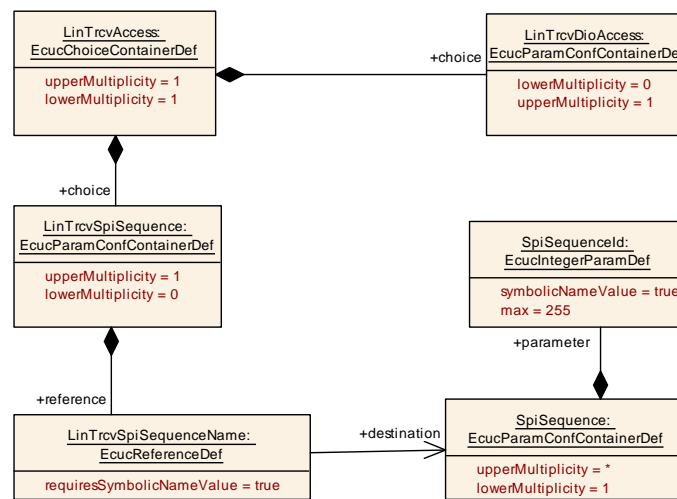 LinTrcvAccess:
EcucChoiceContainerDef
upperMultiplicity = 1
lowerMultiplicity = 1
+choice
LinTrcvDioAccess:
EcucParamConfContainerDe
lowerMultiplicity = 0
upperMultiplicity = 1
+choice
LinTrcvSpiSequence:
EcucParamConfContainerDef
upperMultiplicity = 1
lowerMultiplicity = 0
SpiSequenceId:
EcucIntegerParamDef
symbolicNameValue = true
max = 255
+parameter
+reference
LinTrcvSpiSequenceName:
EcucReferenceDef
requiresSymbolicNameValue = true
+destination
SpiSequence:
EcucParamConfContainerDef
upperMultiplicity = *
lowerMultiplicity = 1